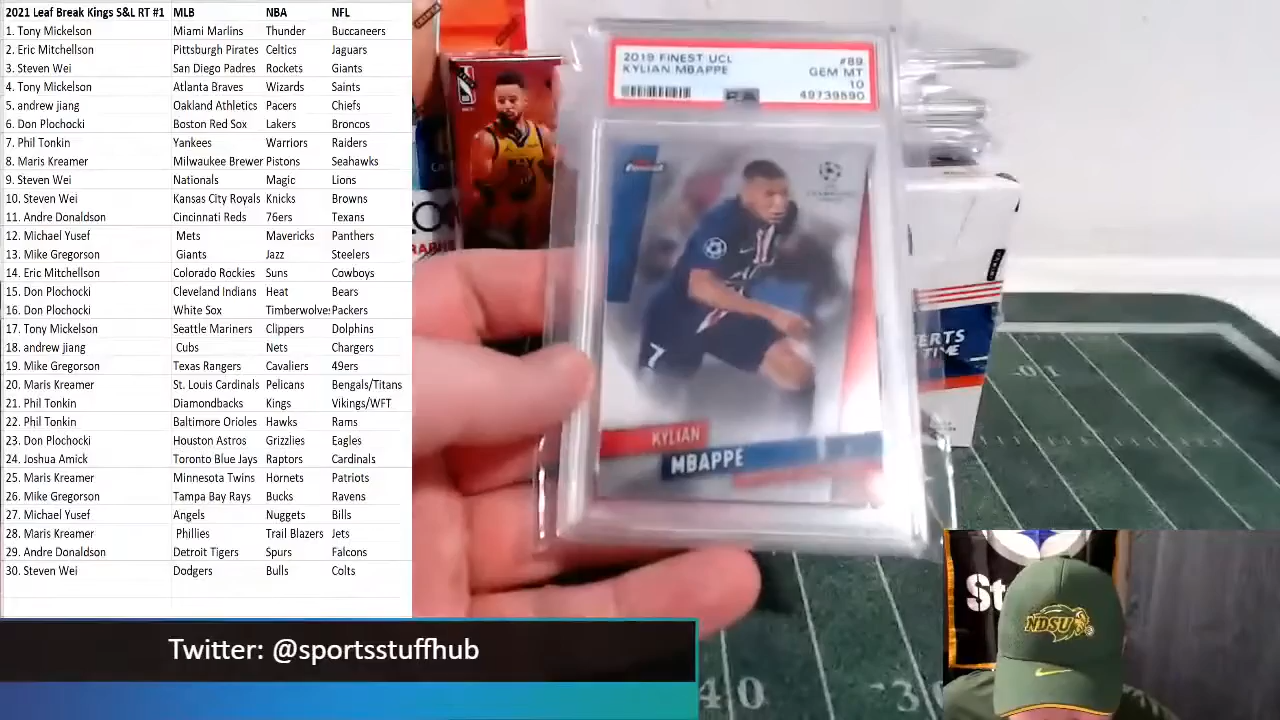 2021 Leaf Break Kings S&L RT #1 MLB NBA NFL
1. Tony Mickelson Miami Marlins Thunder Buccaneers
2. Eric Mitchellson Pittsburgh Pirates Celtics Jaguars
3. Steven Wei San Diego Padres Rockets Giants
4. Tony Mickelson Atlanta Braves Wizards Saints
5. andrew jiang Oakland Athletics Pacers Chiefs
6. Don Plochocki Boston Red Sox Lakers Broncos
7. Phil Tonkin Yankees Warriors Raiders
8. Maris Kreamer Milwaukee Brewer Pistons Seahawks
9. Steven Wei Nationals Magic Lions
10. Steven Wei Kansas City Royals Knicks Browns
11. Andre Donaldson Cincinnati Reds 76ers Texans
12. Michael Yusef Mets Mavericks Panthers
13. Mike Gregorson Giants Jazz Steelers
14. Eric Mitchellson Colorado Rockies Suns Cowboys
15. Don Plochocki Cleveland Indians Heat Bears
16. Don Plochocki White Sox Timberwolve Packers
17. Tony Mickelson Seattle Mariners Clippers Dolphins
18. andrew jiang Cubs Nets Chargers
19. Mike Gregorson Texas Rangers Cavaliers 49ers
20. Maris Kreamer St. Louis Cardinals Pelicans Bengals/Titans
21. Phil Tonkin Diamondbacks Kings Vikings/WFT
22. Phil Tonkin Baltimore Orioles Hawks Rams
23. Don Plochocki Houston Astros Grizzlies Eagles
24. Joshua Amick Toronto Blue Jays Raptors Cardinals
25. Maris Kreamer Minnesota Twins Hornets Patriots
26. Mike Gregorson Tampa Bay Rays Bucks Ravens
27. Michael Yusef Angels Nuggets Bills
28. Maris Kreamer Phillies Trail Blazers Jets
29. Andre Donaldson Detroit Tigers Spurs Falcons
30. Steven Wei Dodgers Bulls Colts
2019 FINEST UCL #89
KYLIAN MBAPPE GEM MT
10
PSA 49739590
Finest
7
KYLIAN
MBAPPE
ERTS
TIME
NDSU
St
40
Twitter: @sportsstuffhub